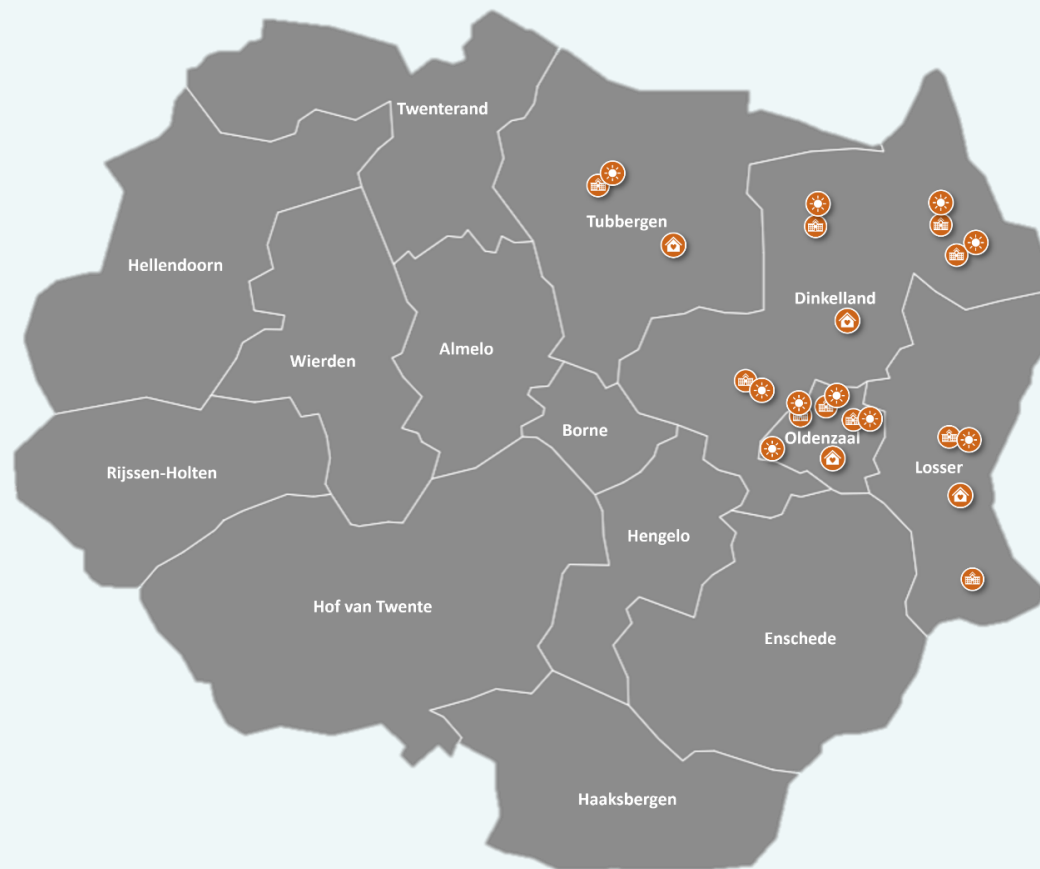 Twenterand
Tubbergen
Hellendoorn
Dinkelland
Almelo
Wierden
Borne
Oldenzaal
Losser
Rijssen-Holten
Hengelo
Hof van Twente
Enschede
Haaksbergen